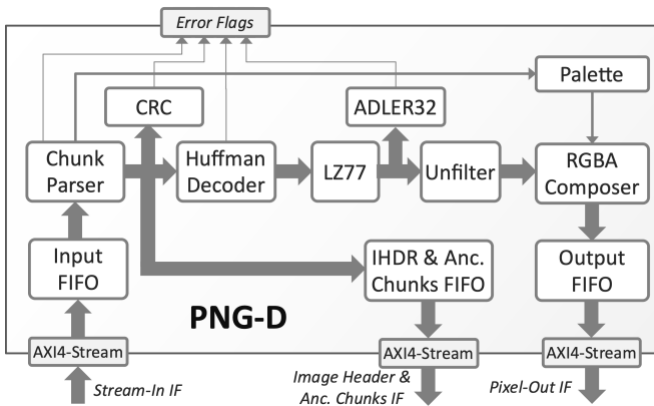 Error Flags
Palette
CRC
ADLER32
Chunk
Parser
Huffman
Decoder
LZ77
Unfilter
RGBA
Composer
Input
FIFO
IHDR & Anc.
Chunks FIFO
Output
FIFO
PNG-D
AXI4-Stream
AXI4-Stream
AXI4-Stream
Stream-In IF
Image Header &
Anc. Chunks IF
Pixel-Out IF